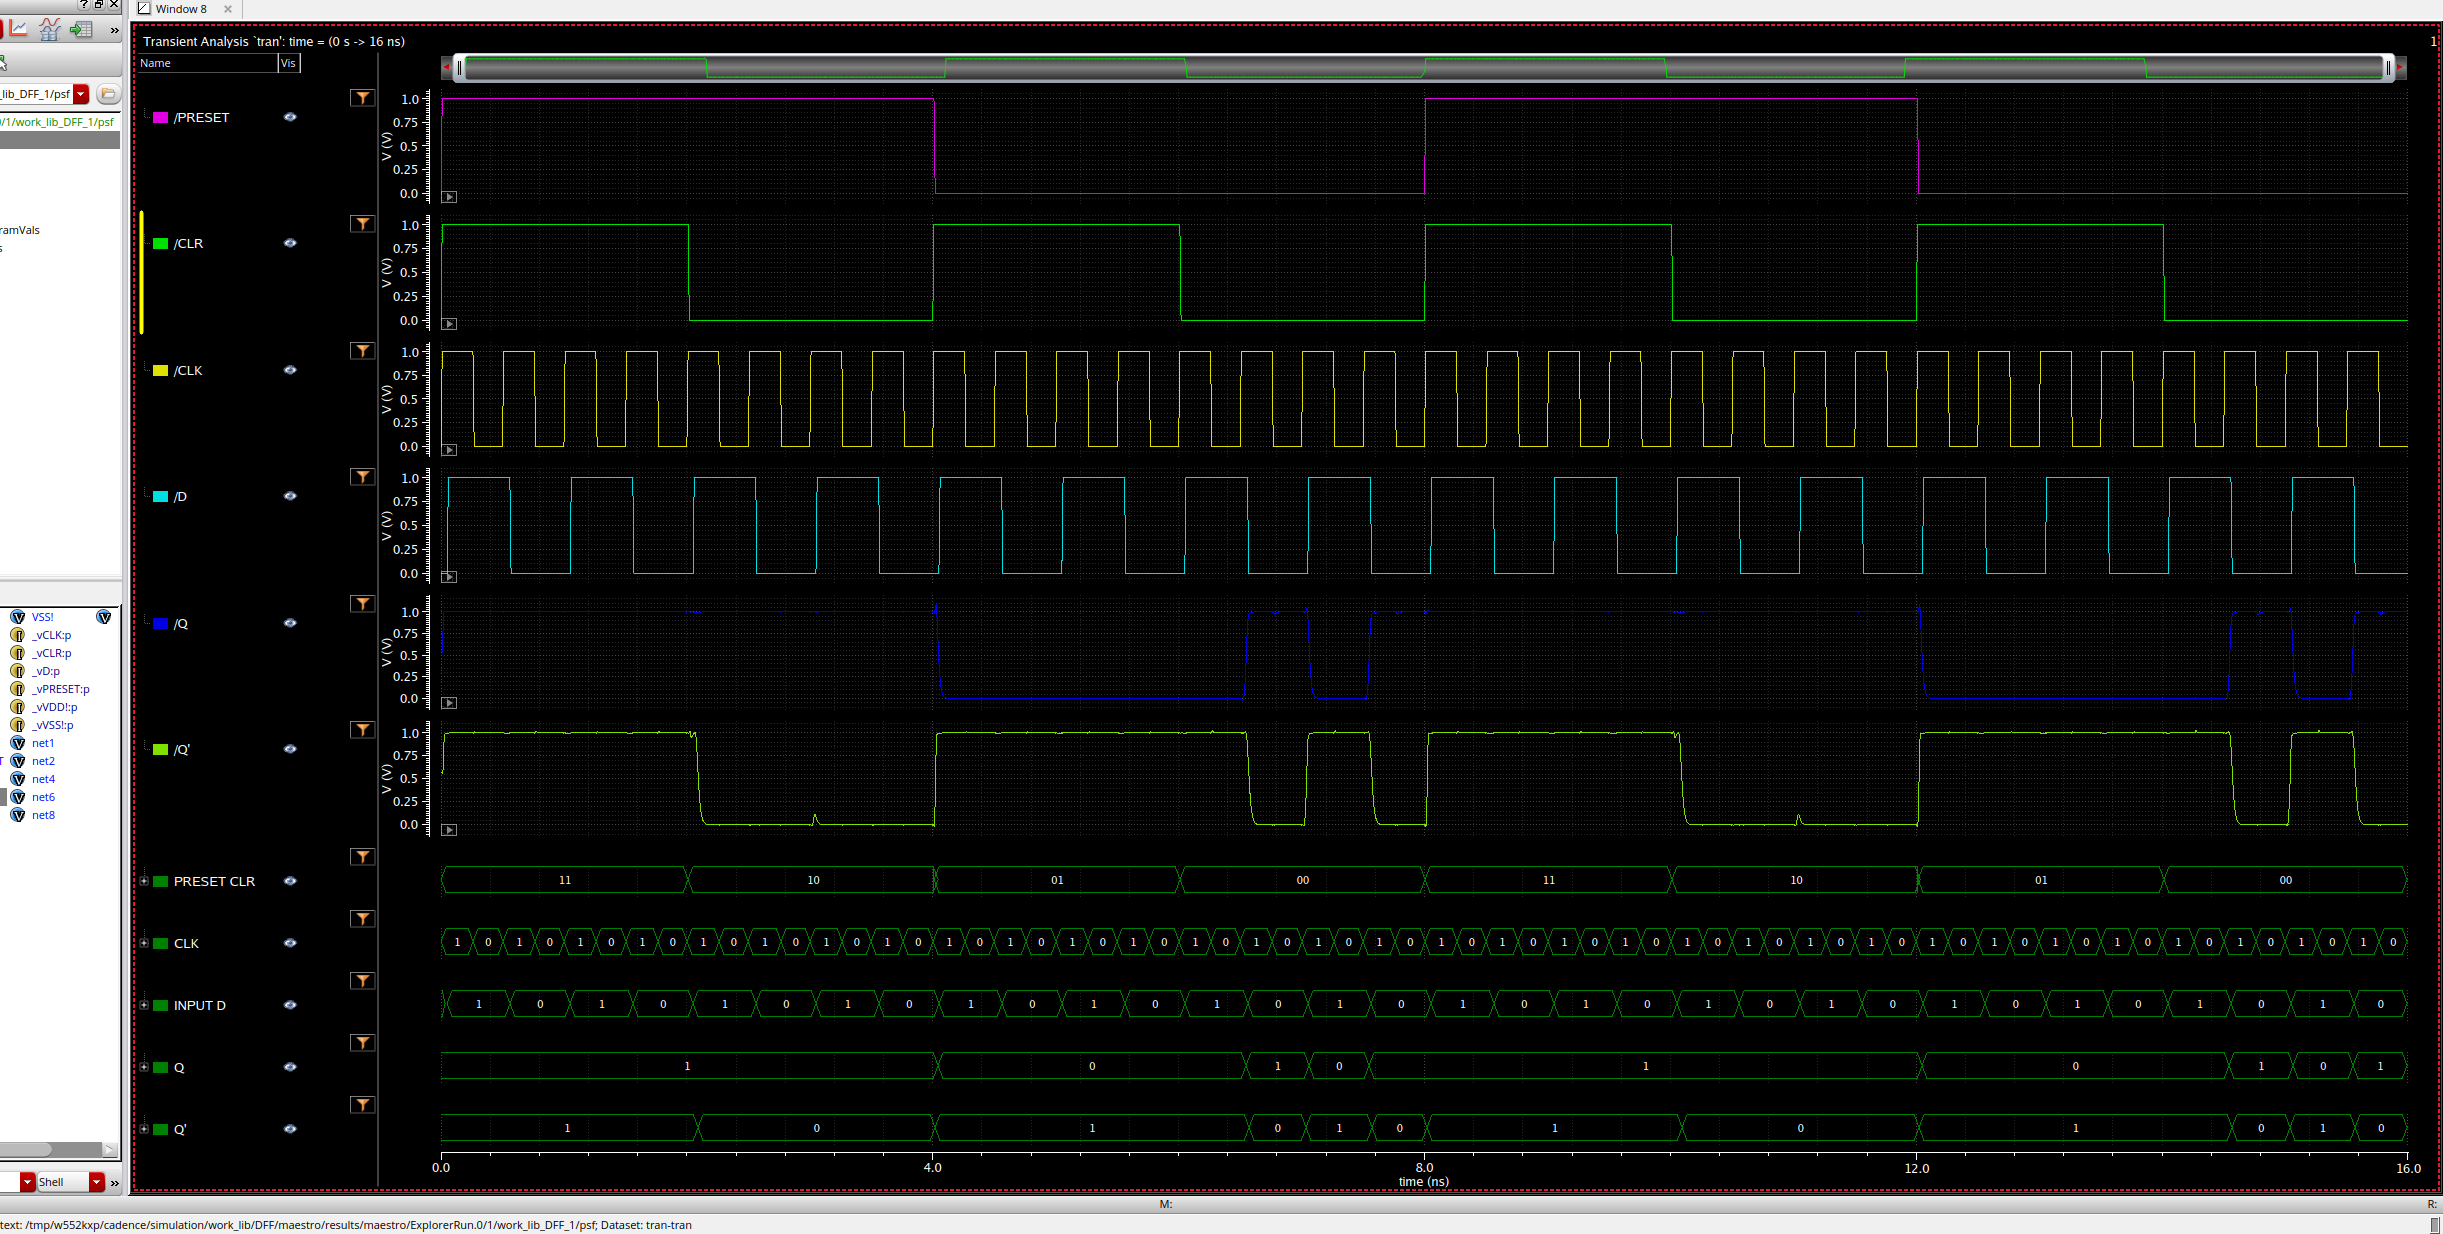 Window 8
Transient Analysis `tran': time = (0 s -> 16 ns)
1
Name Vis
_lib_DFF_1/psf
0/1/work_lib_DFF_1/psf
ramVals
s
VSS!
_vCLK:p
_vCLR:p
_vD:p
_vPRESET:p
_vVDD!:p
_vVSS!:p
net1
net2
net4
net6
net8
Shell
/PRESET
1.0
0.75
0.5
0.25
0.0
V (V)
/CLR
1.0
0.75
0.5
0.25
0.0
V (V)
/CLK
1.0
0.75
0.5
0.25
0.0
V (V)
/D
1.0
0.75
0.5
0.25
0.0
V (V)
/Q
1.0
0.75
0.5
0.25
0.0
V (V)
/Q'
1.0
0.75
0.5
0.25
0.0
V (V)
PRESET CLR 11 10 01 00 11 10 01 00
CLK 1 0 1 0 1 0 1 0 1 0 1 0 1 0 1 0 1 0 1 0 1 0 1 0 1 0 1 0 1 0 1 0 1 0 1 0 1 0 1 0 1 0 1 0 1 0 1 0 1 0 1 0 1 0 1 0 1 0 1 0 1 0 1 0
INPUT D 1 0 1 0 1 0 1 0 1 0 1 0 1 0 1 0 1 0 1 0 1 0 1 0 1 0 1 0 1 0 1 0
Q 1 0 1 0 1 0 1 0 1
Q' 1 0 1 0 1 0 1 0 1 0 1 0
0.0 4.0 8.0 12.0 16.0
time (ns)
M: R:
text: /tmp/w552kxp/cadence/simulation/work_lib/DFF/maestro/results/maestro/ExplorerRun.0/1/work_lib_DFF_1/psf; Dataset: tran-tran